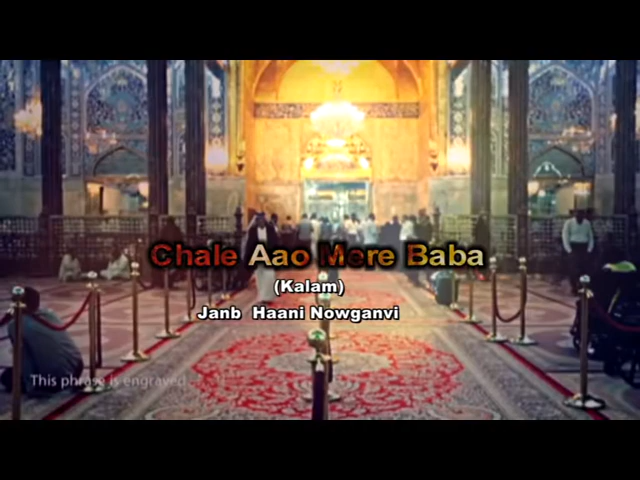 Chale Aao Mere Baba
(Kalam)
Janb Haani Nowganvi
This phrase is engraved